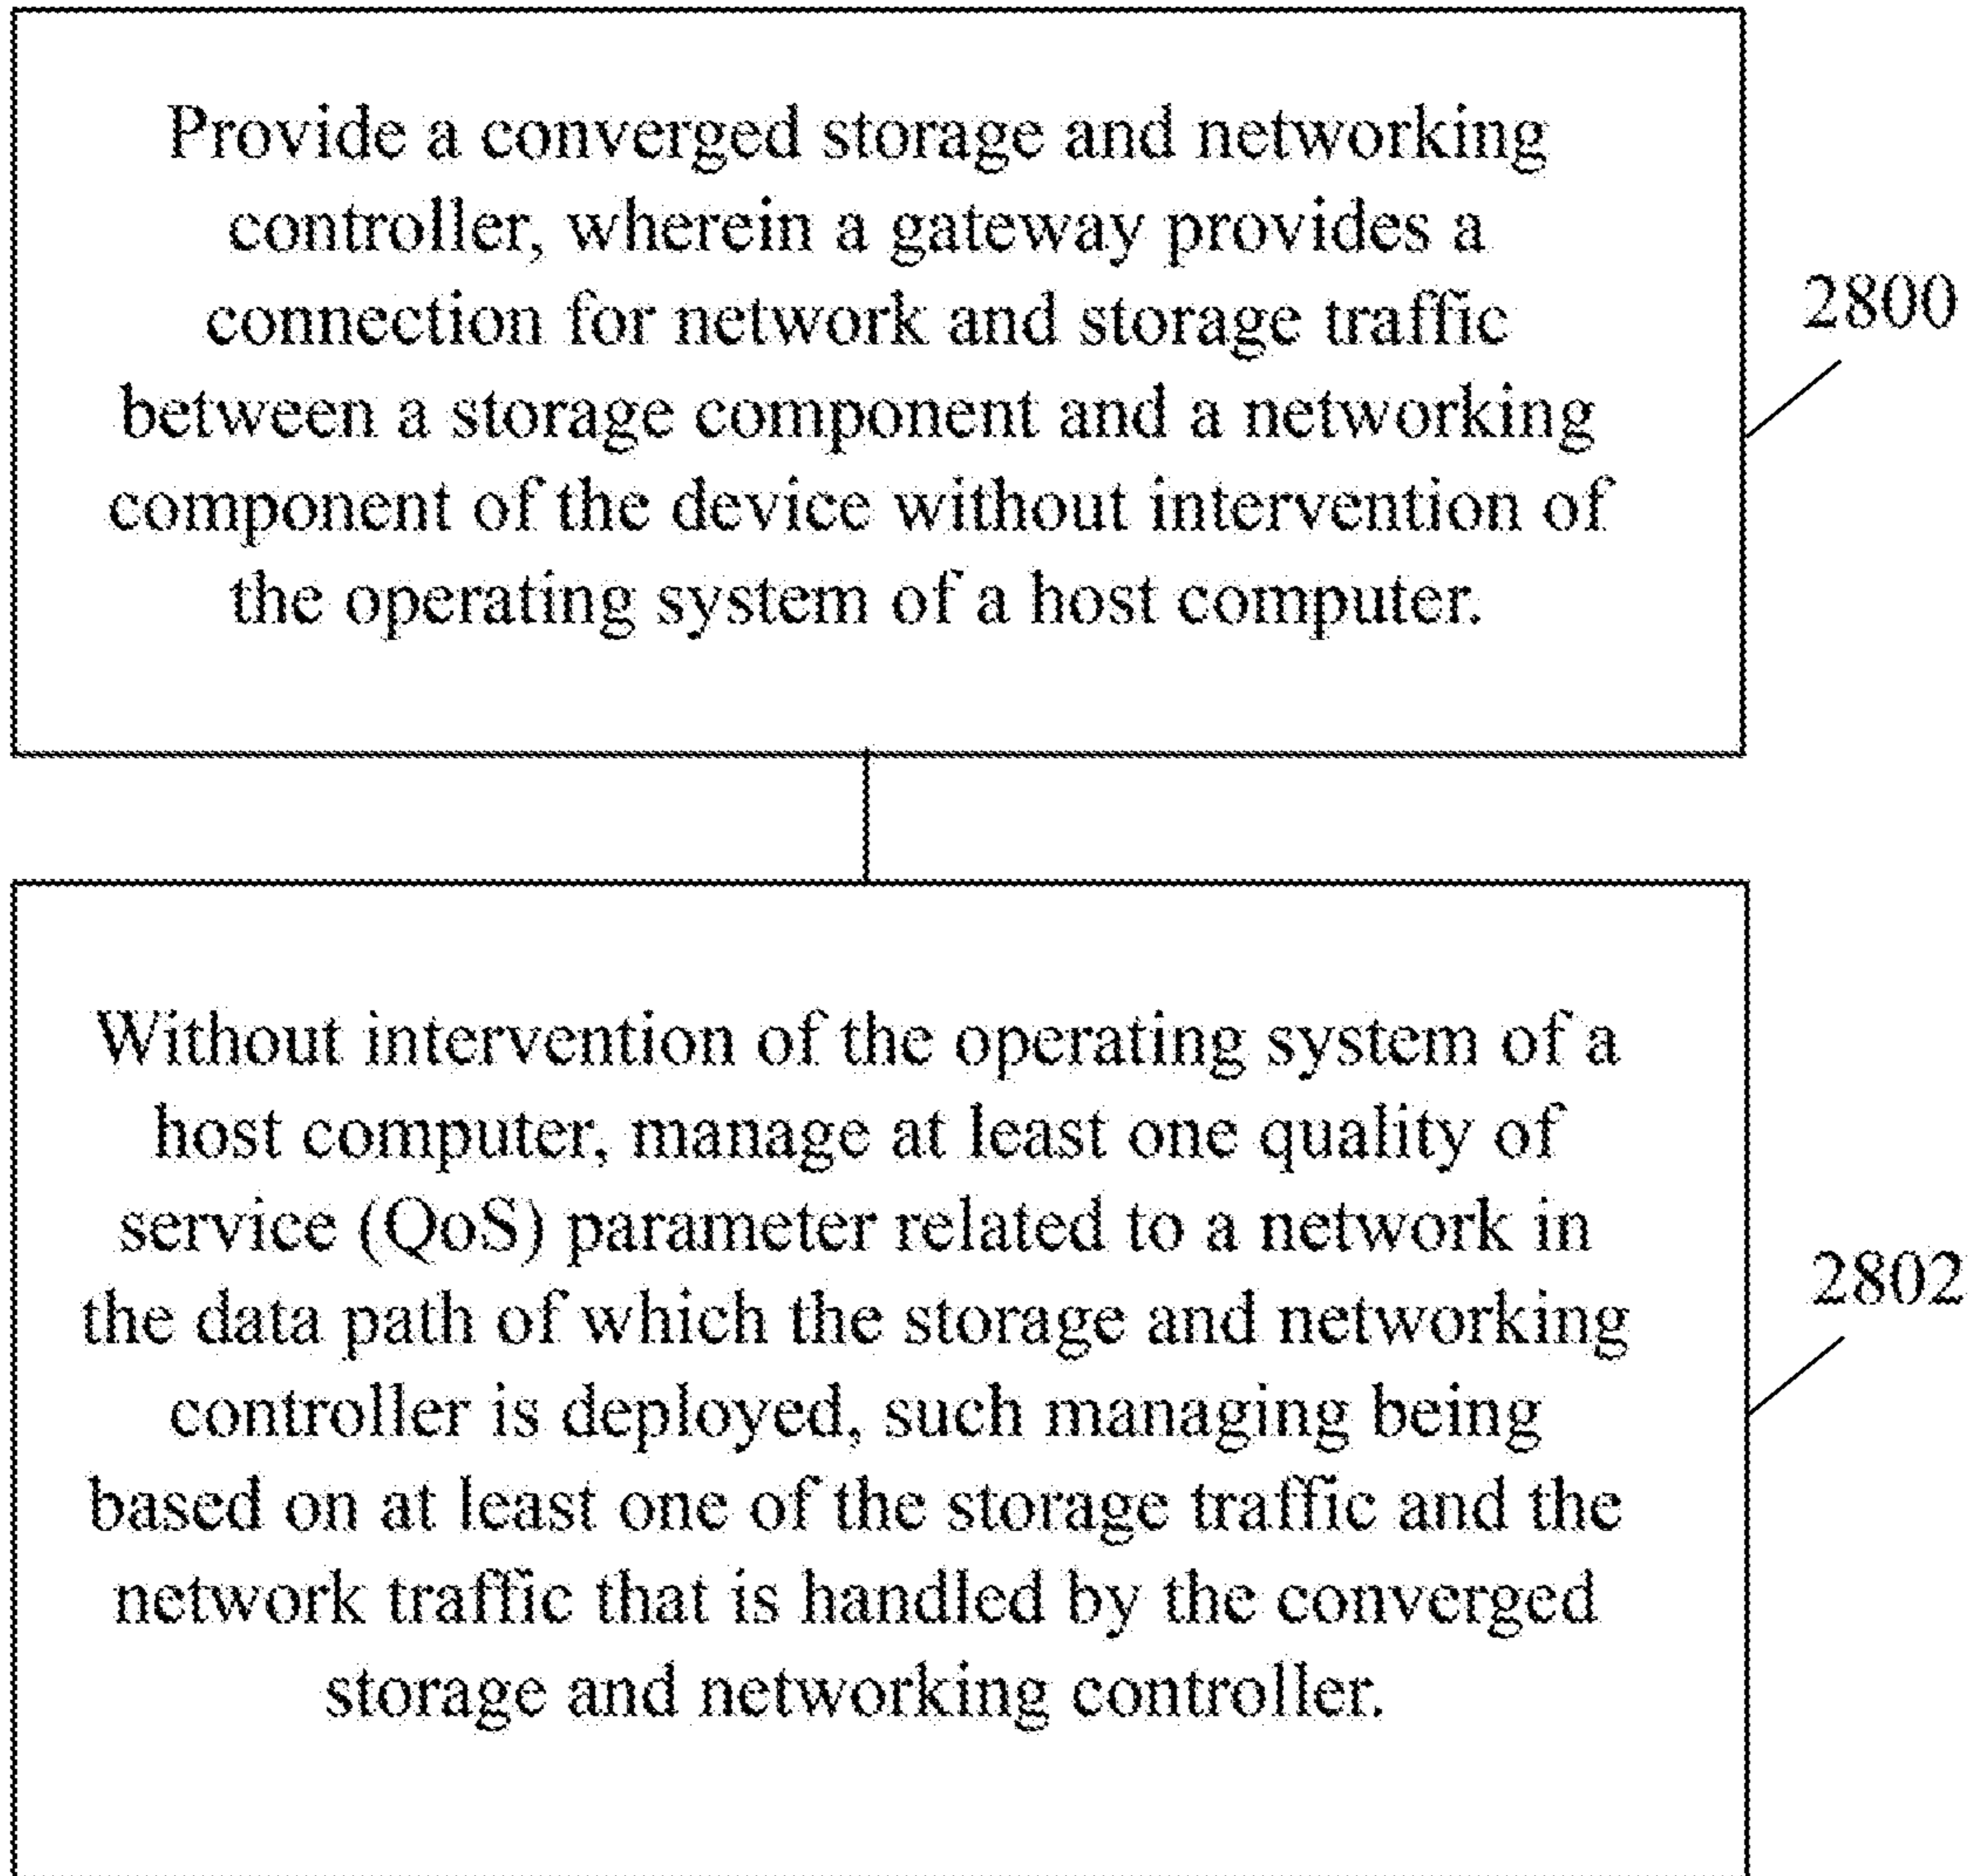 Provide a converged storage and networking
controller, wherein a gateway provides a
connection for network and storage traffic
between a storage component and a networking
component of the device without intervention of
the operating system of a host computer.
2800
Without intervention of the operating system of a
host computer, manage at least one quality of
service (QoS) parameter related to a network in
the data path of which the storage and networking
controller is deployed, such managing being
based on at least one of the storage traffic and the
network traffic that is handled by the converged
storage and networking controller.
2802